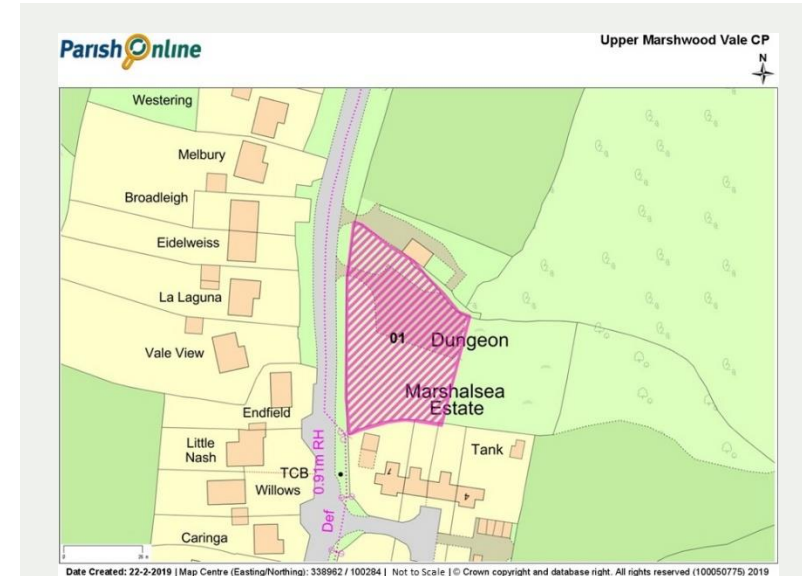 Parish Online
Upper Marshwood Vale CP
N
Westering
Melbury
Broadleigh
Eidelweiss
La Laguna
01
Dungeon
Vale View
Marshalsea
Estate
Endfield
Little
Nash
Tank
TCB
Willows
0.91m RH
1
4
Def
Caringa
Date Created: 22-2-2019 | Map Centre (Easting/Northing): 338962 / 100284 | Not to Scale | © Crown copyright and database right. All rights reserved (100050775) 2019